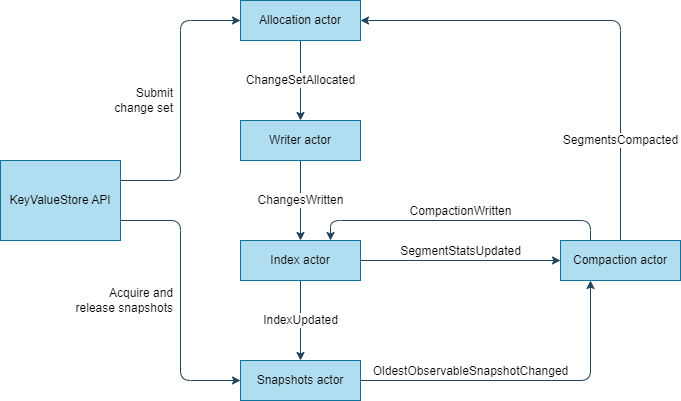 Allocation actor
ChangeSetAllocated
Submit
change set
Writer actor
SegmentsCompacted
KeyValueStore API
ChangesWritten
CompactionWritten
Index actor
SegmentStatsUpdated
Compaction actor
Acquire and
release snapshots
IndexUpdated
Snapshots actor
OldestObservableSnapshotChanged